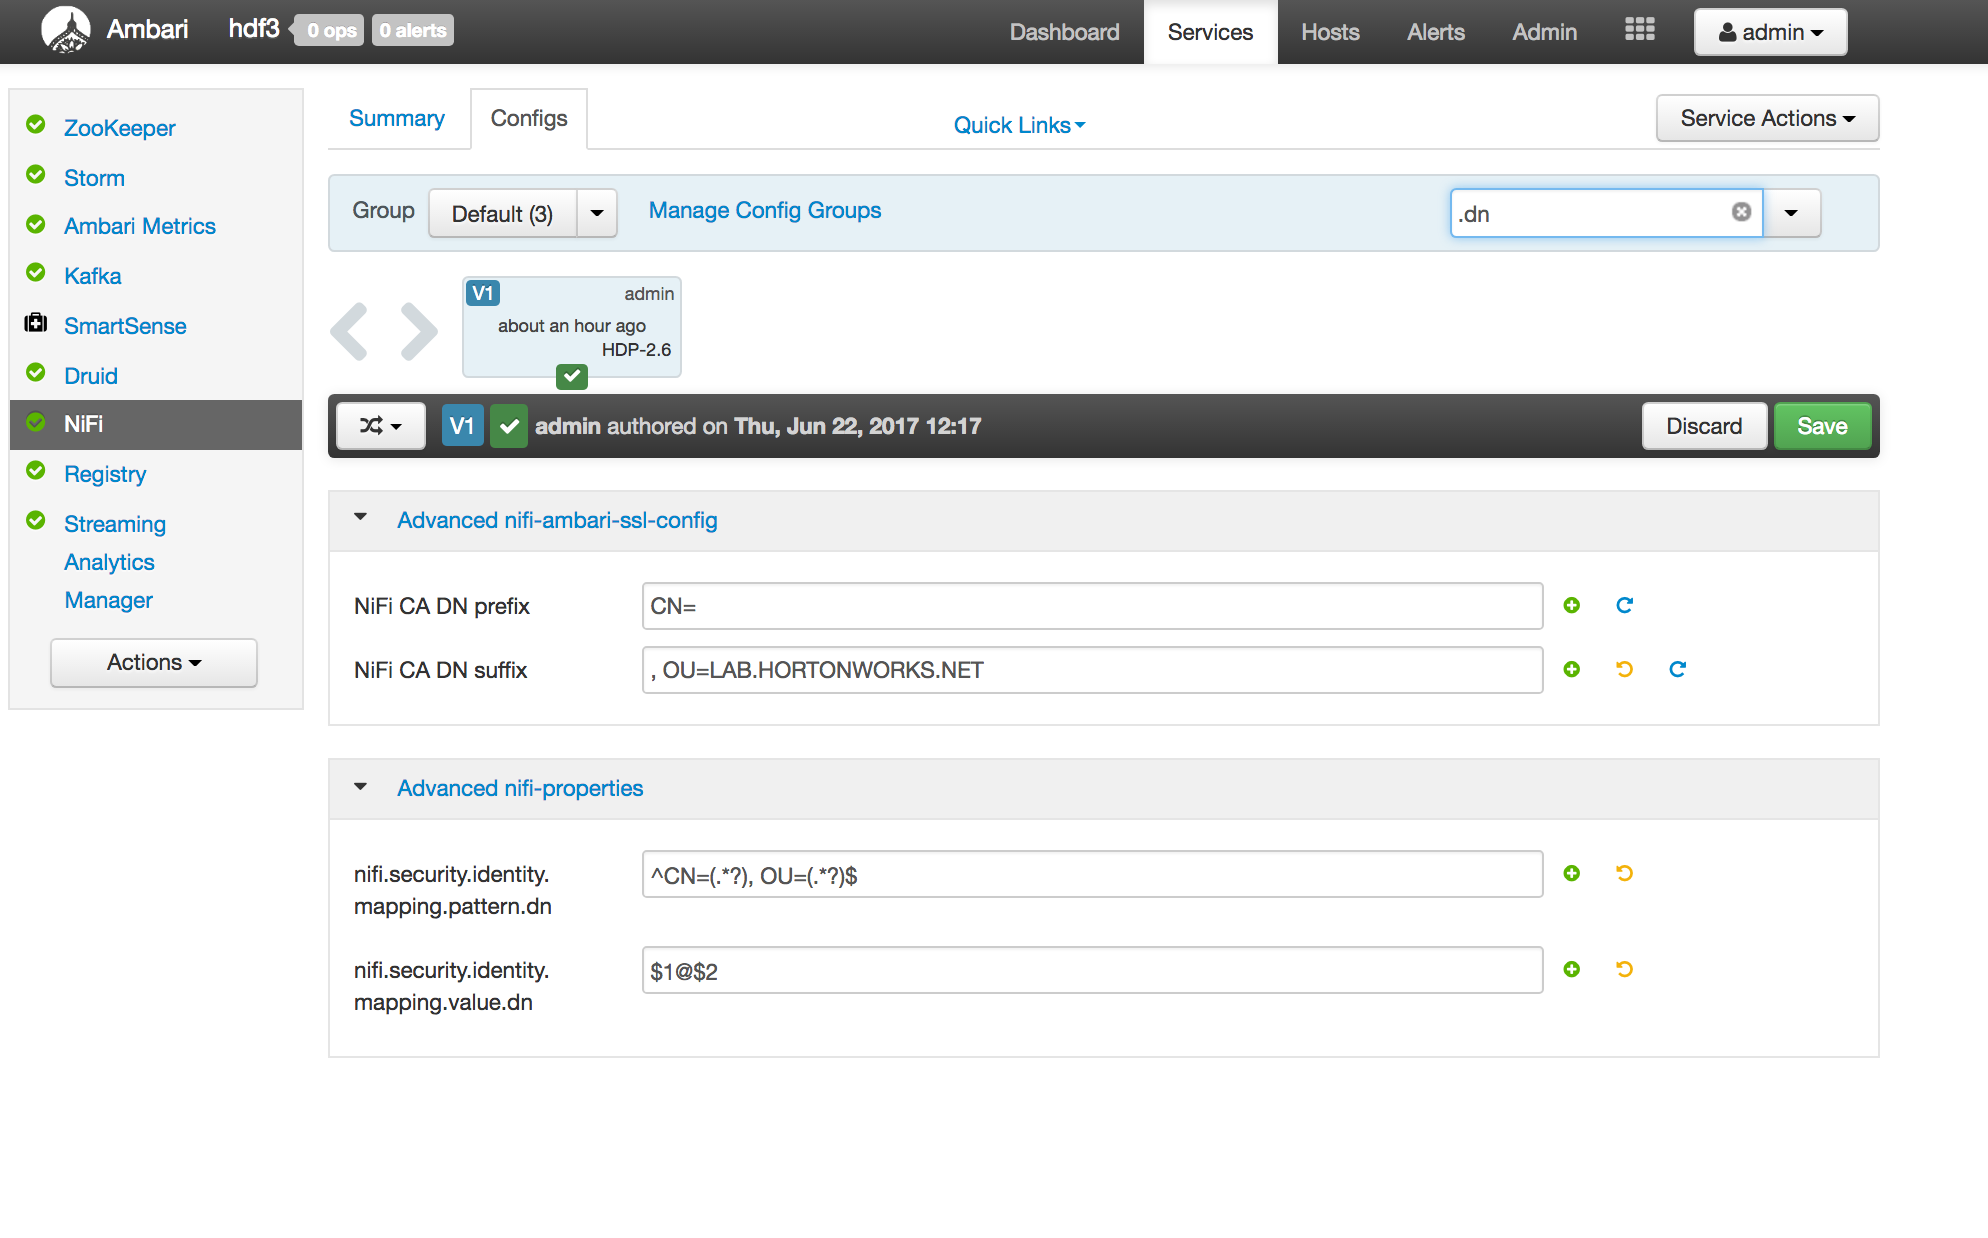 Ambari hdf3 0 ops 0 alerts Dashboard Services Hosts Alerts Admin admin
ZooKeeper
Storm
Ambari Metrics
Kafka
SmartSense
Druid
NiFi
Registry
Streaming
Analytics
Manager
Actions
Summary Configs Quick Links Service Actions
Group Default (3) Manage Config Groups .dn
V1 admin
about an hour ago
HDP-2.6
V1 admin authored on Thu, Jun 22, 2017 12:17 Discard Save
Advanced nifi-ambari-ssl-config
NiFi CA DN prefix CN=
NiFi CA DN suffix , OU=LAB.HORTONWORKS.NET
Advanced nifi-properties
nifi.security.identity. ^CN=(.*?), OU=(.*?)$
mapping.pattern.dn
nifi.security.identity. $1@$2
mapping.value.dn